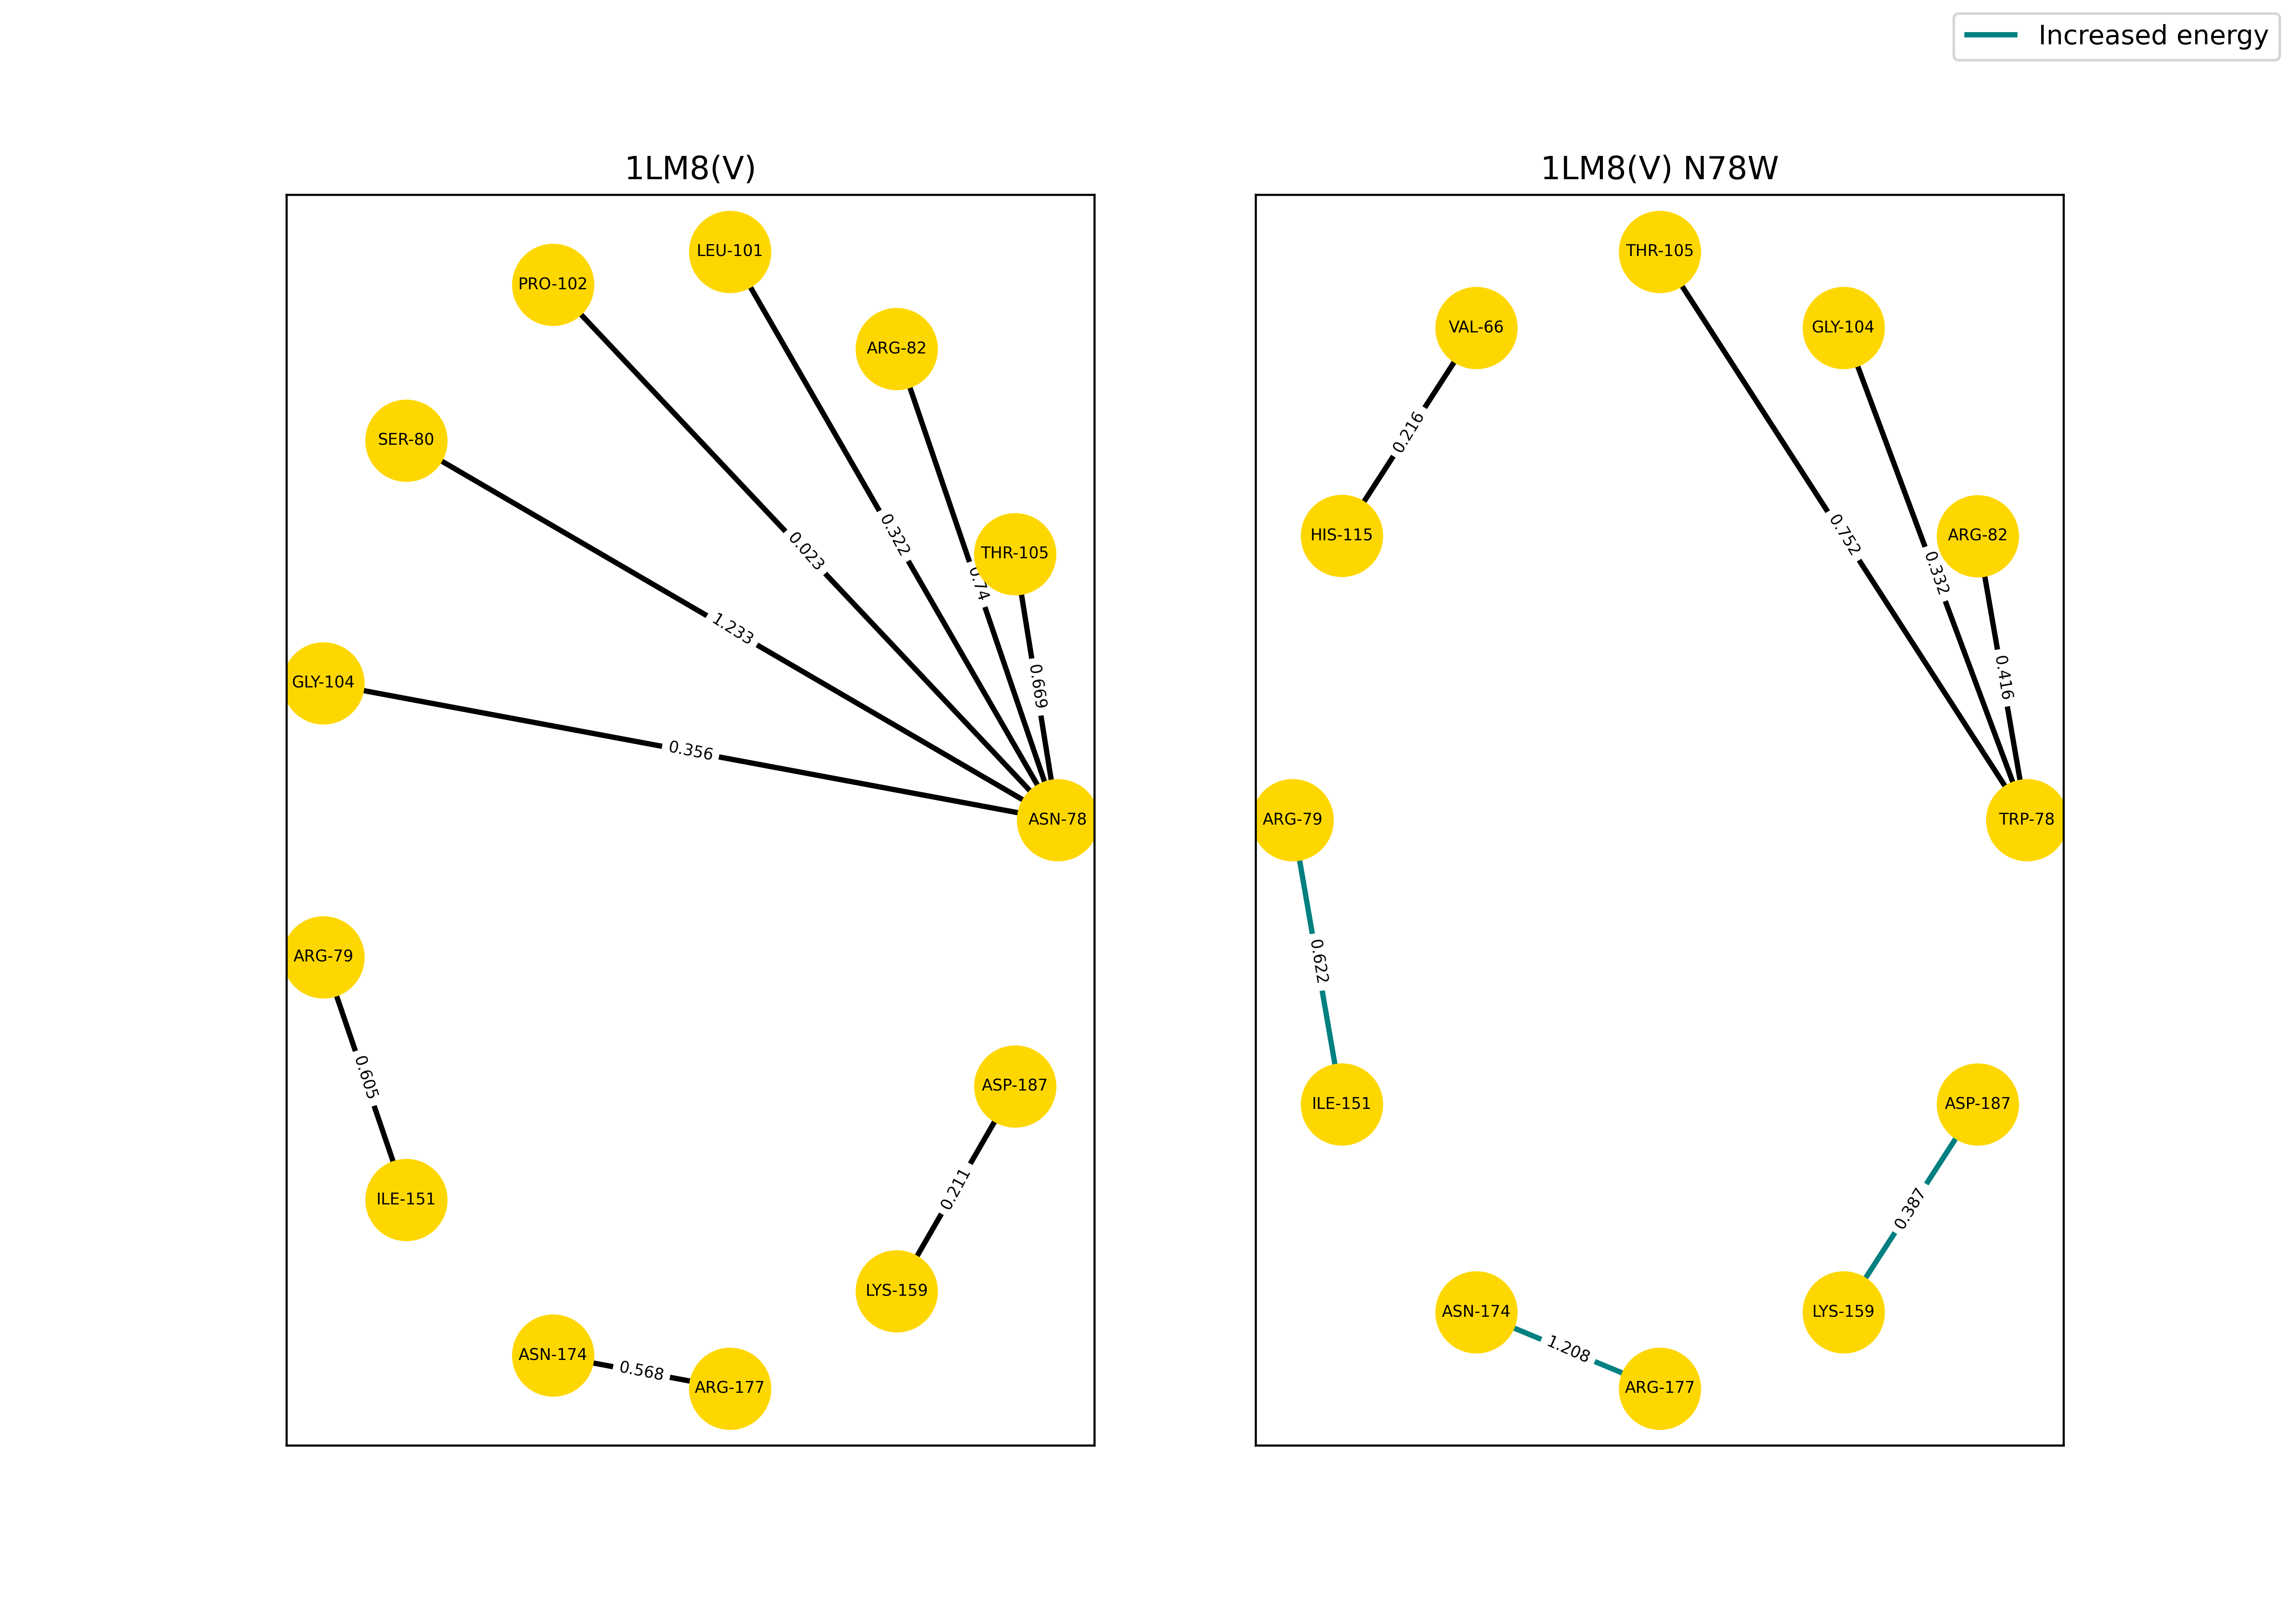 Increased energy
1LM8(V)
LEU-101
PRO-102
ARG-82
SER-80
THR-105
0.322
0.023
0.74
1.233
0.669
GLY-104
0.356
ASN-78
ARG-79
0.605
ASP-187
0.211
ILE-151
LYS-159
ASN-174
0.568
ARG-177
1LM8(V) N78W
THR-105
VAL-66
GLY-104
0.216
HIS-115
ARG-82
0.752
0.332
0.416
ARG-79
TRP-78
0.622
ILE-151
ASP-187
0.387
ASN-174
LYS-159
1.208
ARG-177